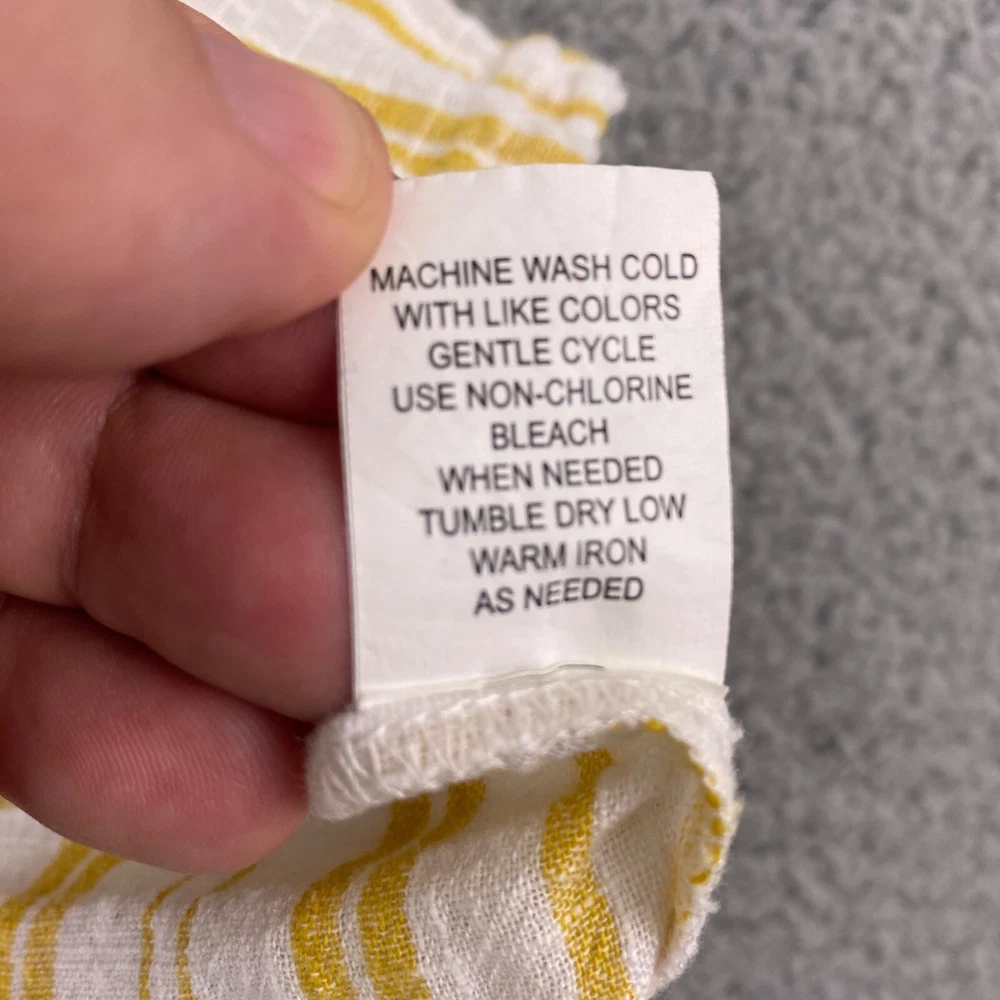 MACHINE WASH COLD
WITH LIKE COLORS
GENTLE CYCLE
USE NON-CHLORINE
BLEACH
WHEN NEEDED
TUMBLE DRY LOW
WARM IRON
AS NEEDED